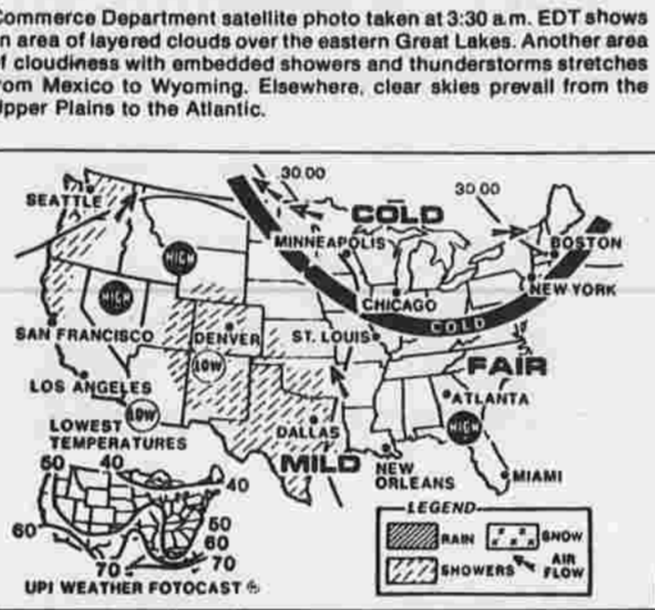 ommerce Department satellite photo taken at 3:30 a.m. EDT shows
n area of layered clouds over the eastern Great Lakes. Another area
f cloudiness with embedded showers and thunderstorms stretches
rom Mexico to Wyoming. Elsewhere, clear skies prevail from the
pper Plains to the Atlantic.
30.00
30.00
SEATTLE
COLD
MINNEAPOLIS
BOSTON
HIGH
HIGH
NEW YORK
CHICAGO
COLD
SAN FRANCISCO
DENVER
ST. LOUIS
LOW
FAIR
LOS ANGELES
ATLANTA
LOW
LOWEST
TEMPERATURES
DALLAS
HIGH
MILD
NEW
ORLEANS
MIAMI
50
40
40
60
50
60
70
70
LEGEND
RAIN
SNOW
SHOWERS
AIR
FLOW
UPI WEATHER FOTOCAST